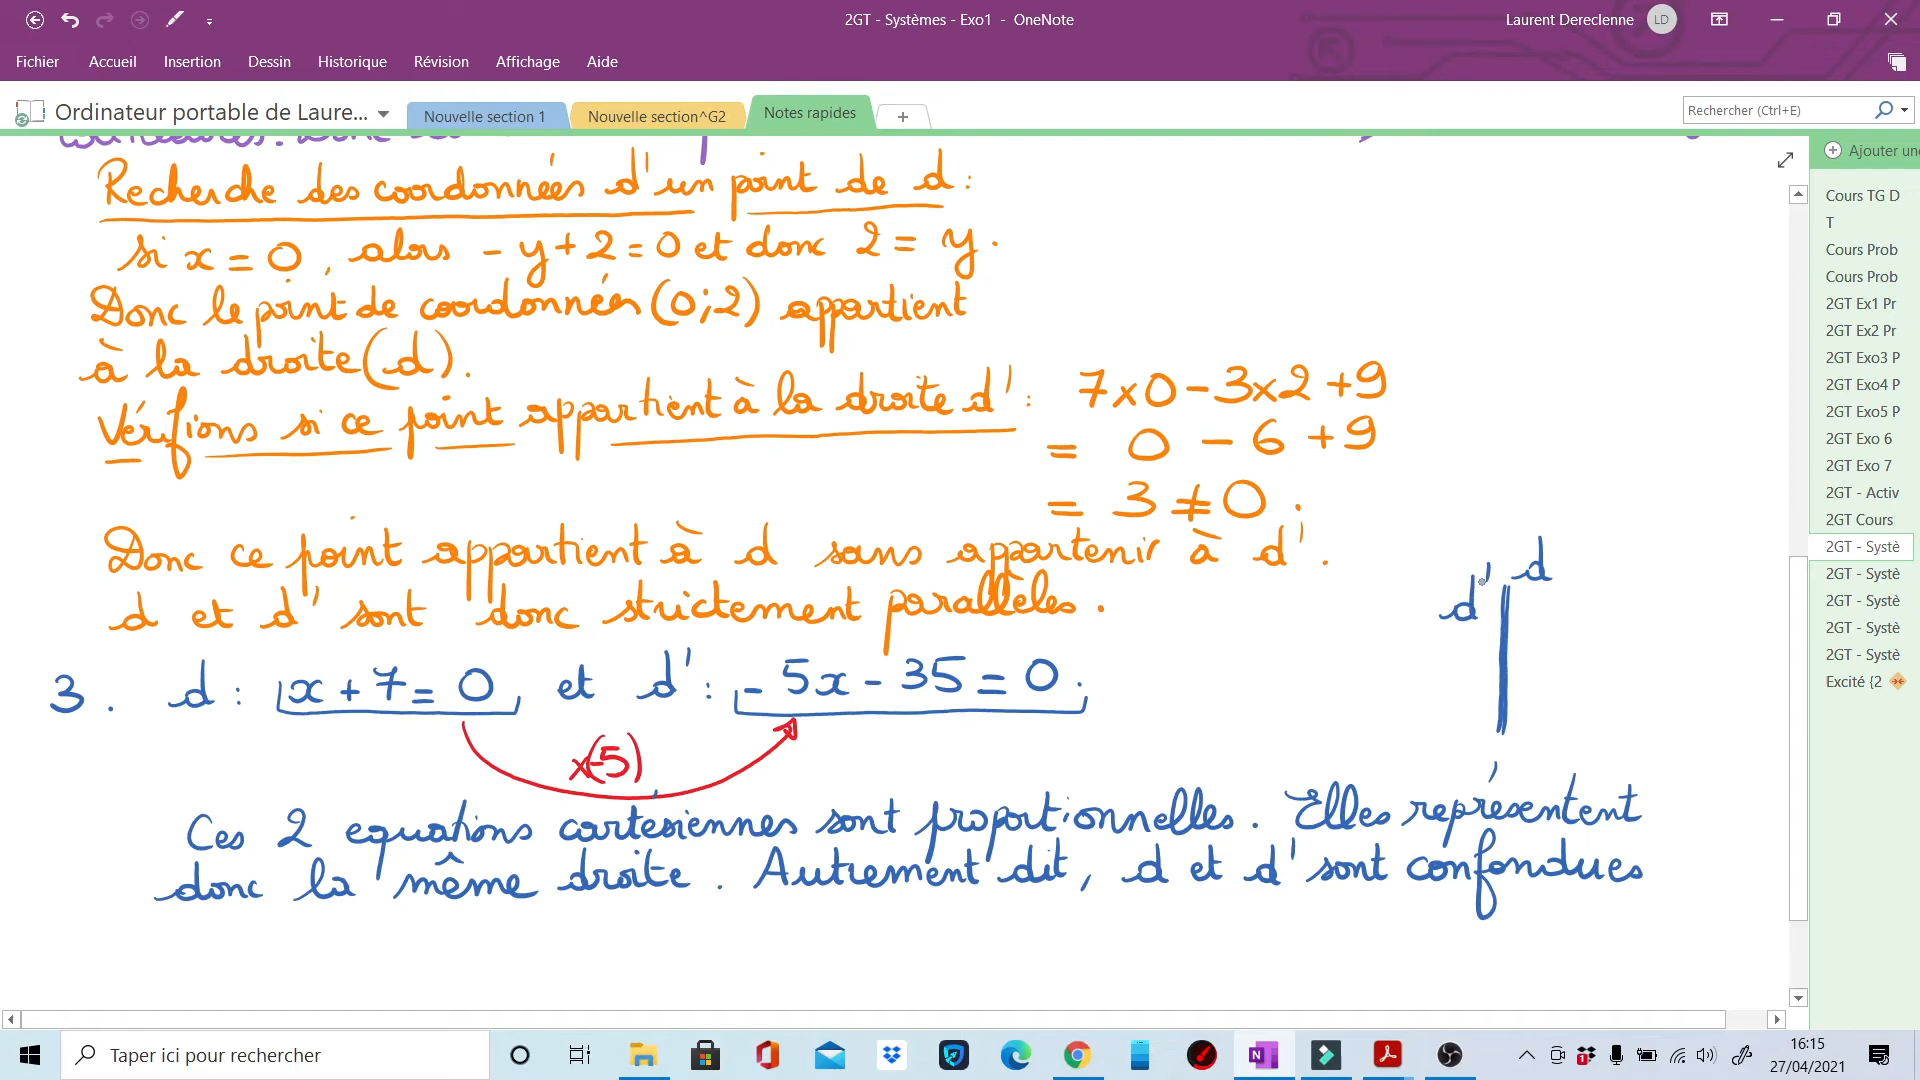 2GT - Systèmes - Exo1 - OneNote
Laurent Dereclenne
LD
Fichier
Accueil
Insertion
Dessin
Historique
Révision
Affichage
Aide
Ordinateur portable de Laure...
Nouvelle section 1
Nouvelle section^G2
Notes rapides
+
Rechercher (Ctrl+E)
Ajouter une
Cours TG D
T
Cours Prob
Cours Prob
2GT Ex1 Pr
2GT Ex2 Pr
2GT Exo3 P
2GT Exo4 P
2GT Exo5 P
2GT Exo 6
2GT Exo 7
2GT - Activ
2GT Cours
2GT - Systè
2GT - Systè
2GT - Systè
2GT - Systè
2GT - Systè
Excité {2
Recherche des coordonnées d'un point de d :
si x = 0, alors - y + 2 = 0 et donc 2 = y.
Donc le point de coordonnées (0;2) appartient
à la droite (d).
Vérifions si ce point appartient à la droite d' : 7x0 - 3x2 + 9
= 0 - 6 + 9
= 3 ≠ 0.
Donc ce point appartient à d sans appartenir à d'.
d et d' sont donc strictement parallèles.
d' d
3. d : x + 7 = 0, et d' : - 5x - 35 = 0.
x(-5)
Ces 2 équations cartésiennes sont proportionnelles. Elles représentent
donc la même droite. Autrement dit, d et d' sont confondues
Taper ici pour rechercher
16:15
27/04/2021